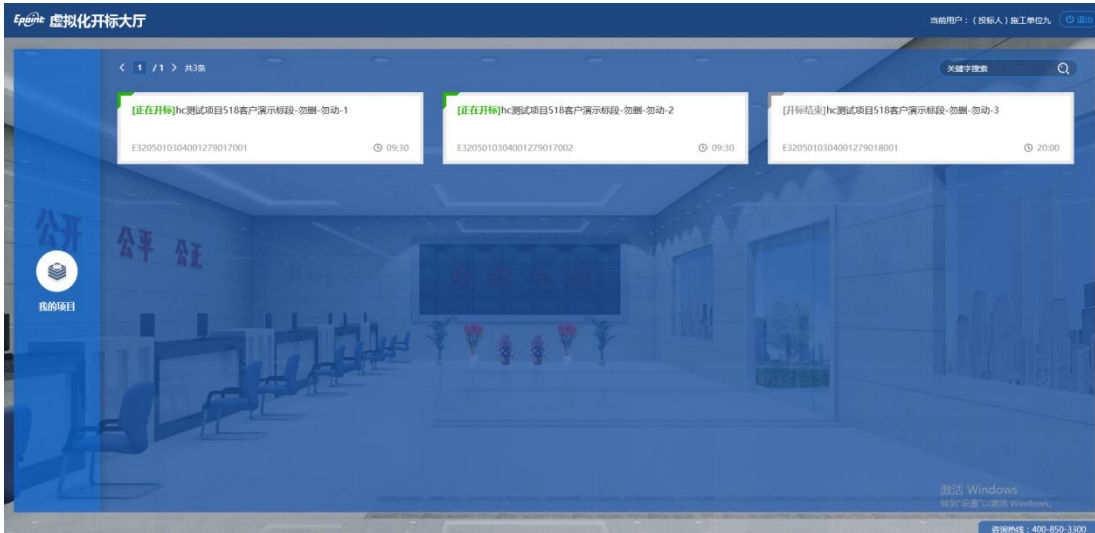 Epoint 虚拟化开标大厅
当前用户：（投标人）施工单位九 退出
< 1 / 1 > 共3条
关键字搜索
[正在开标]hc测试项目518客户演示标段-勿删-勿动-1
E3205010304001279017001 09:30
[正在开标]hc测试项目518客户演示标段-勿删-勿动-2
E3205010304001279017002 09:30
[开标结束]hc测试项目518客户演示标段-勿删-勿动-3
E3205010304001279018001 20:00
公开 公平 公正
我的项目
激活 Windows
转到"设置"以激活 Windows。
咨询热线：400-850-3300